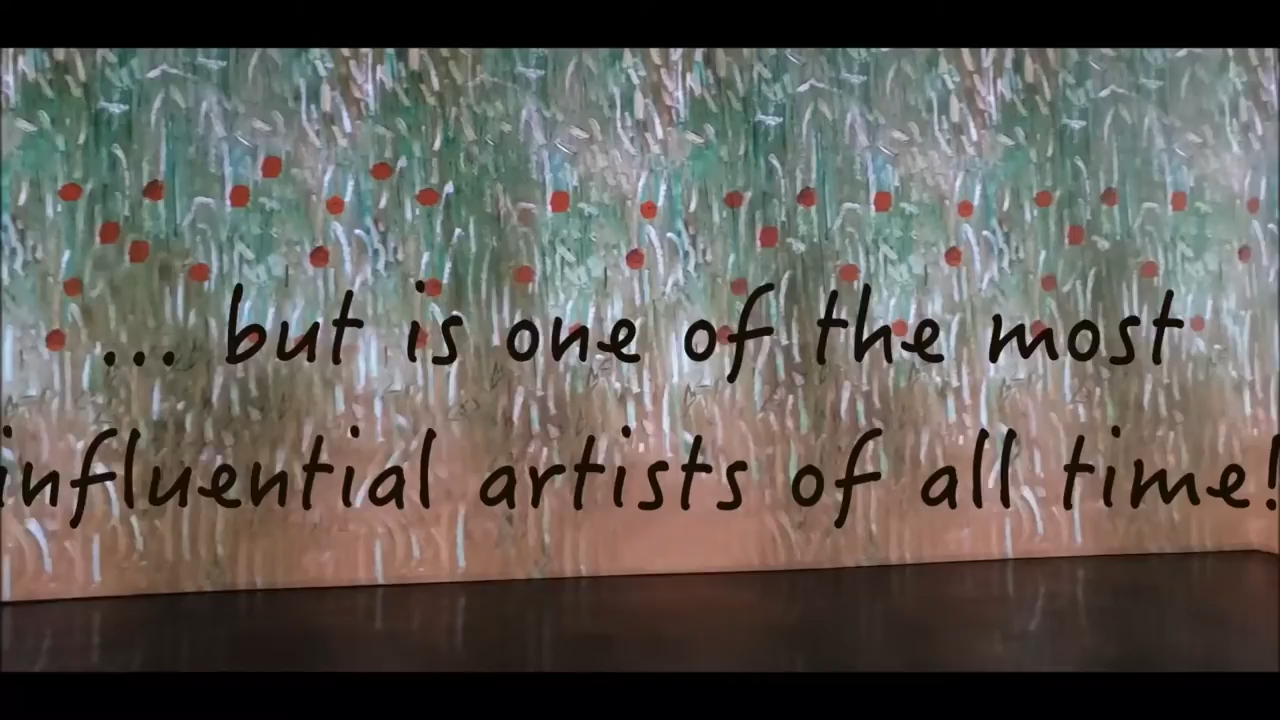 ... but is one of the most
influential artists of all time!